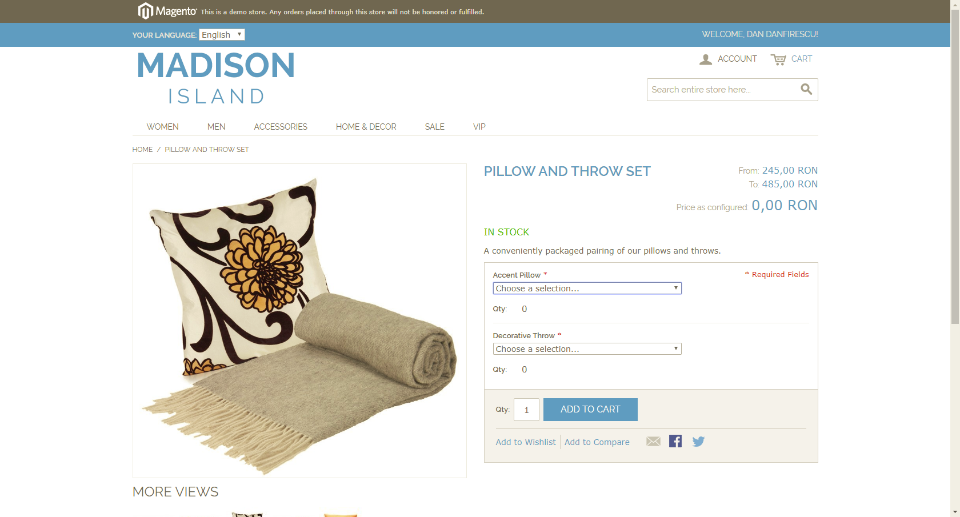 Magento This is a demo store. Any orders placed through this store will not be honored or fulfilled.
YOUR LANGUAGE: English WELCOME, DAN DANFIRESCU!
MADISON
ISLAND
ACCOUNT CART
Search entire store here...
WOMEN MEN ACCESSORIES HOME & DECOR SALE VIP
HOME / PILLOW AND THROW SET
PILLOW AND THROW SET
From: 245,00 RON
To: 485,00 RON
Price as configured: 0,00 RON
IN STOCK
A conveniently packaged pairing of our pillows and throws.
Accent Pillow * * Required Fields
Choose a selection...
Qty: 0
Decorative Throw *
Choose a selection...
Qty: 0
Qty: 1 ADD TO CART
Add to Wishlist Add to Compare
MORE VIEWS